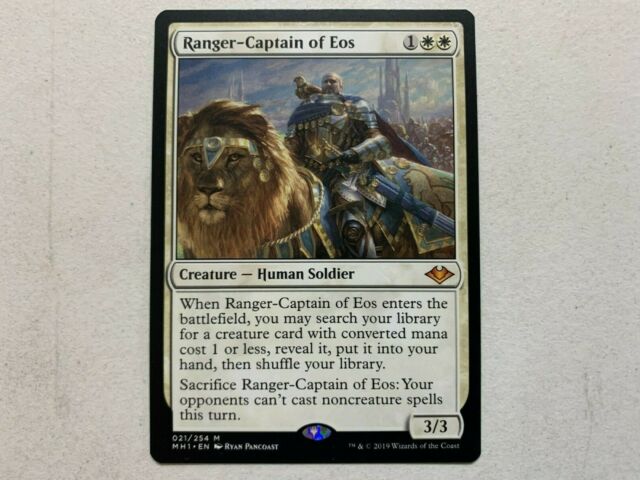 Ranger-Captain of Eos 1
Creature — Human Soldier
When Ranger-Captain of Eos enters the
battlefield, you may search your library
for a creature card with converted mana
cost 1 or less, reveal it, put it into your
hand, then shuffle your library.
Sacrifice Ranger-Captain of Eos: Your
opponents can't cast noncreature spells
this turn.
3/3
021/254 M
MH1 • EN Ryan Pancoast
™ & © 2019 Wizards of the Coast